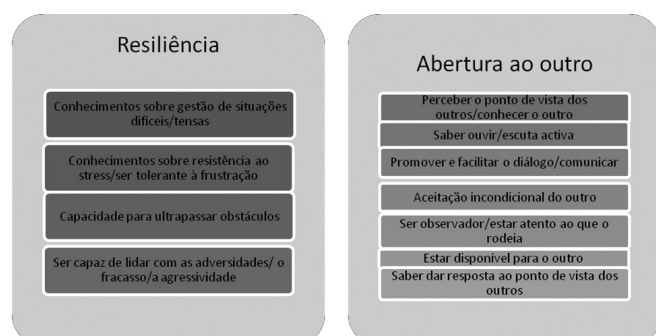 Resiliência
Conhecimentos sobre gestão de situações
difíceis/tensas
Conhecimentos sobre resistência ao
stress/ser tolerante à frustração
Capacidade para ultrapassar obstáculos
Ser capaz de lidar com as adversidades/ o
fracasso/a agressividade
Abertura ao outro
Perceber o ponto de vista dos
outros/conhecer o outro
Saber ouvir/escuta activa
Promover e facilitar o diálogo/comunicar
Aceitação incondicional do outro
Ser observador/estar atento ao que o
rodeia
Estar disponível para o outro
Saber dar resposta ao ponto de vista dos
outros